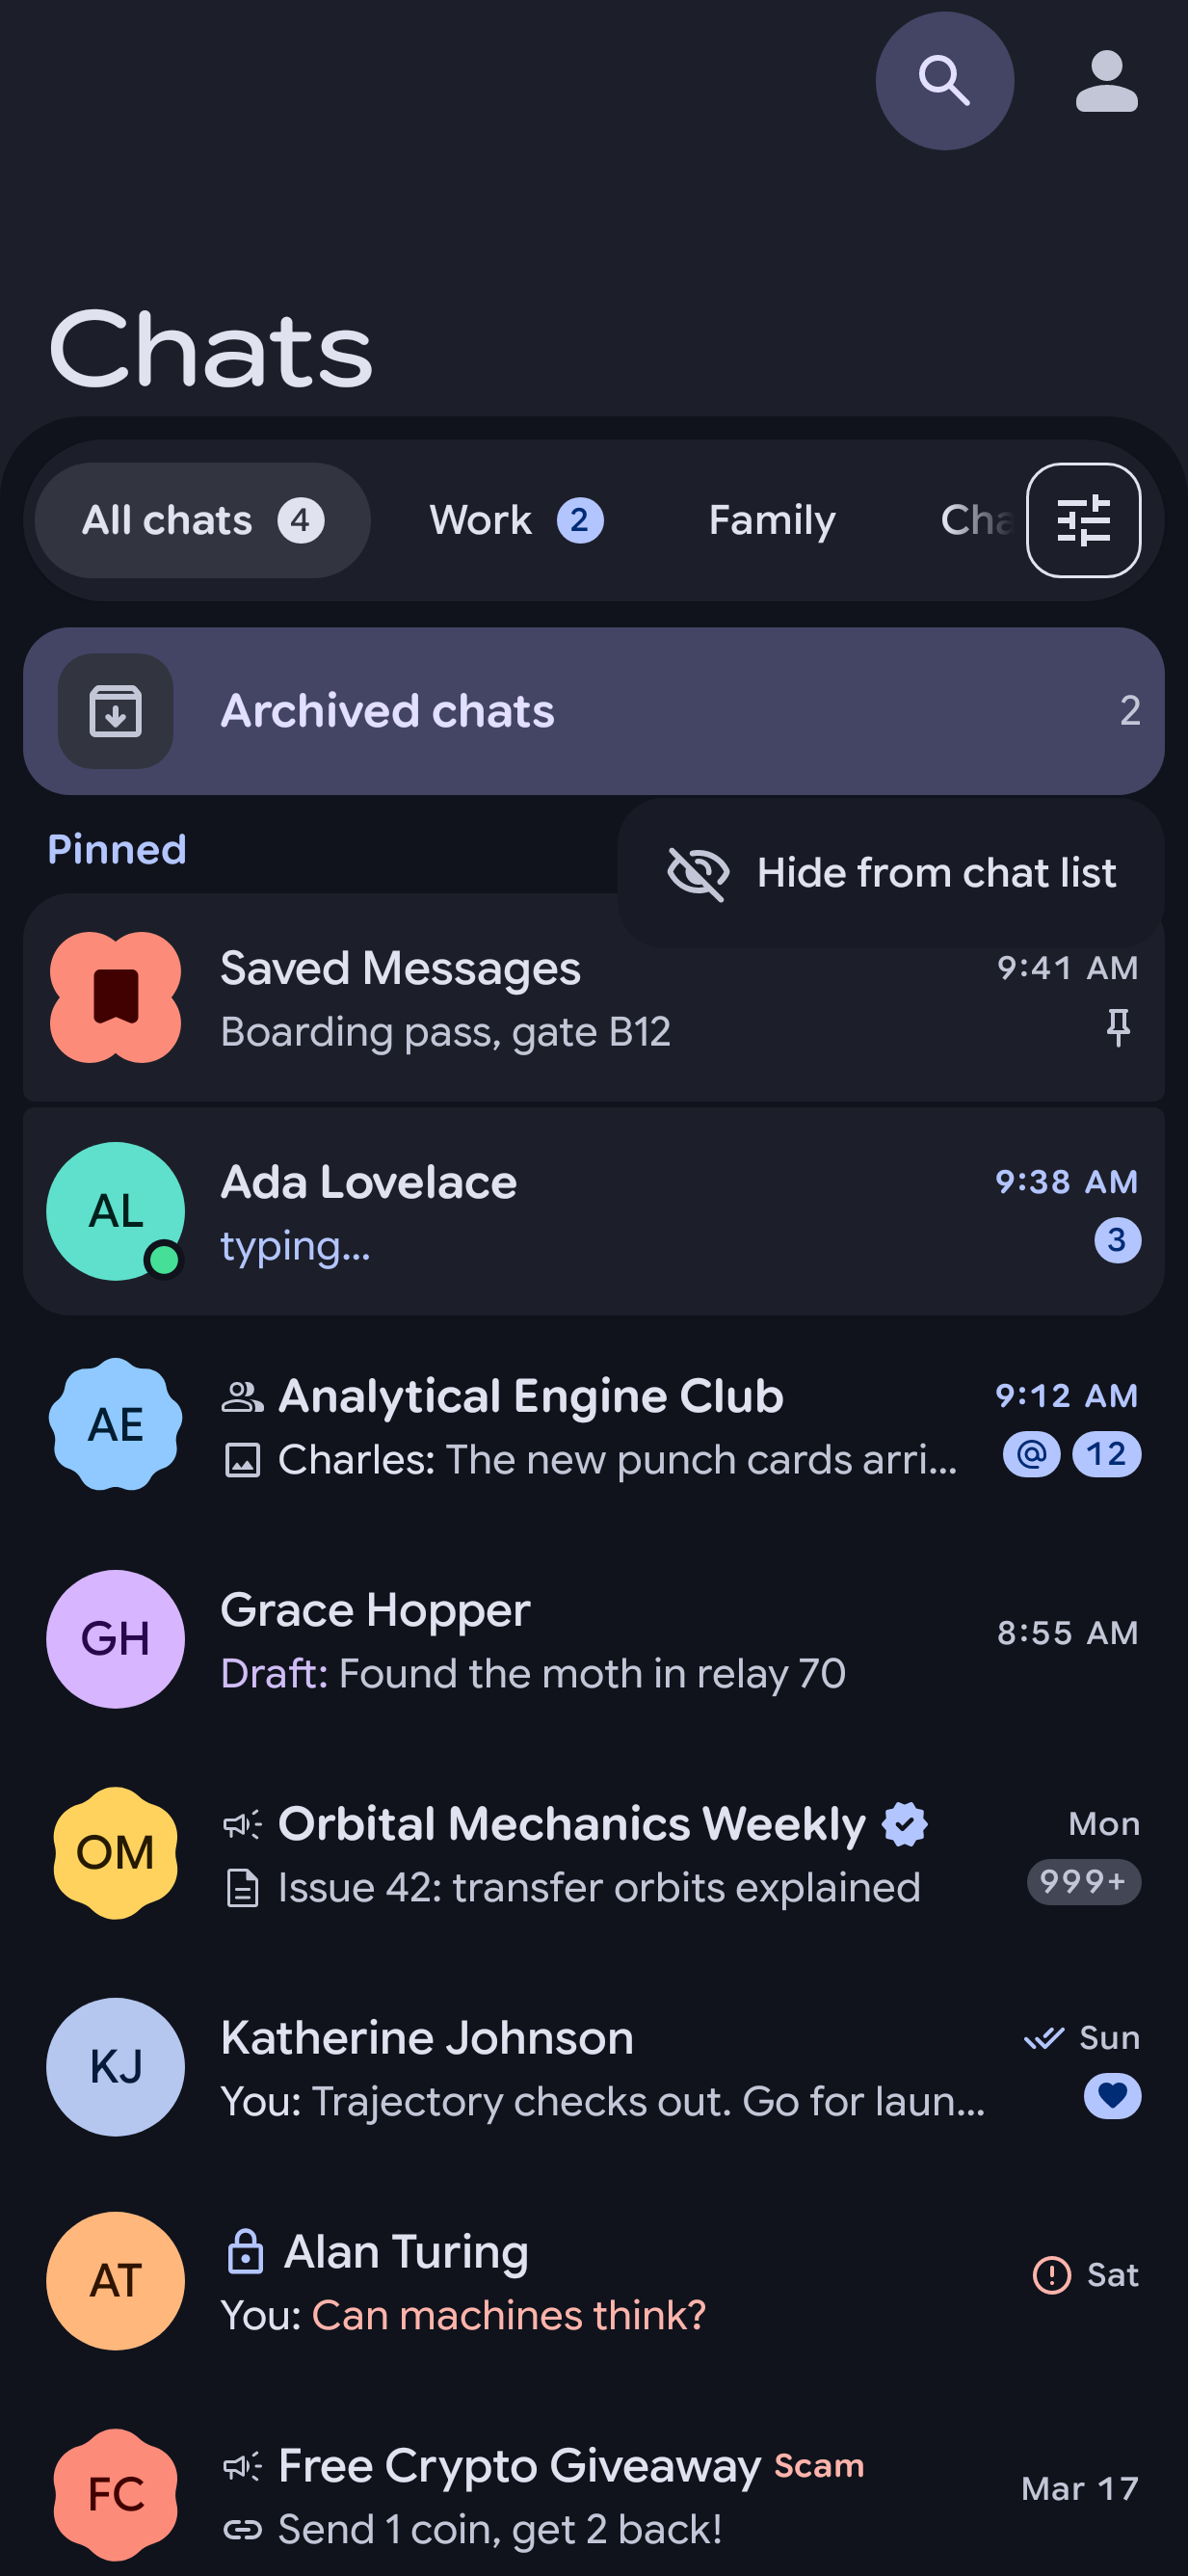 Chats
All chats 4 Work 2 Family Cha
Archived chats 2
Pinned
Hide from chat list
Saved Messages 9:41 AM
Boarding pass, gate B12
AL Ada Lovelace 9:38 AM
typing... 3
AE Analytical Engine Club 9:12 AM
Charles: The new punch cards arri... @ 12
GH Grace Hopper 8:55 AM
Draft: Found the moth in relay 70
OM Orbital Mechanics Weekly Mon
Issue 42: transfer orbits explained 999+
KJ Katherine Johnson Sun
You: Trajectory checks out. Go for laun...
AT Alan Turing Sat
You: Can machines think?
FC Free Crypto Giveaway Scam Mar 17
Send 1 coin, get 2 back!